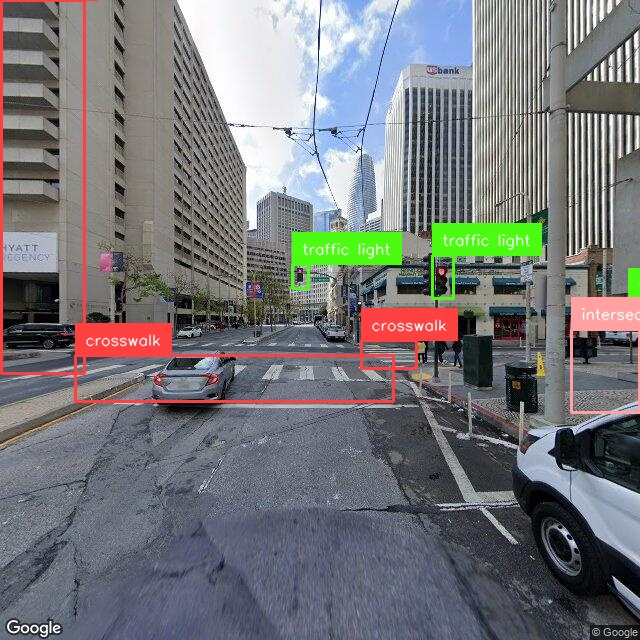 usbank
traffic light
traffic light
HYATT
REGENCY
intersec
crosswalk
crosswalk
Google
© Google